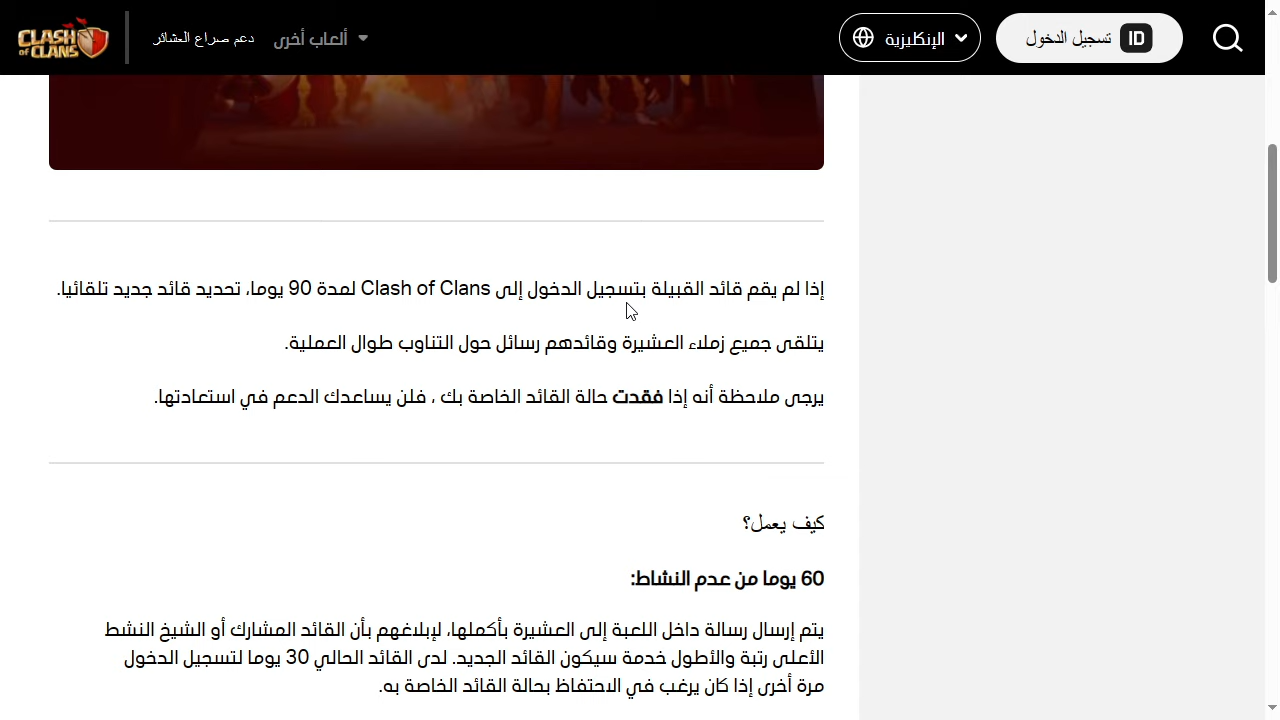 CLASH of CLANS
دعم صراع العشائر
ألعاب أخرى
الإنكليزية
تسجيل الدخول
ID
إذا لم يقم قائد القبيلة بتسجيل الدخول إلى Clash of Clans لمدة 90 يوما، تحديد قائد جديد تلقائيا.
يتلقى جميع زملاء العشيرة وقائدهم رسائل حول التناوب طوال العملية.
يرجى ملاحظة أنه إذا فقدت حالة القائد الخاصة بك ، فلن يساعدك الدعم في استعادتها.
كيف يعمل؟
60 يوما من عدم النشاط:
يتم إرسال رسالة داخل اللعبة إلى العشيرة بأكملها، لإبلاغهم بأن القائد المشارك أو الشيخ النشط
الأعلى رتبة والأطول خدمة سيكون القائد الجديد. لدى القائد الحالي 30 يوما لتسجيل الدخول
مرة أخرى إذا كان يرغب في الاحتفاظ بحالة القائد الخاصة به.